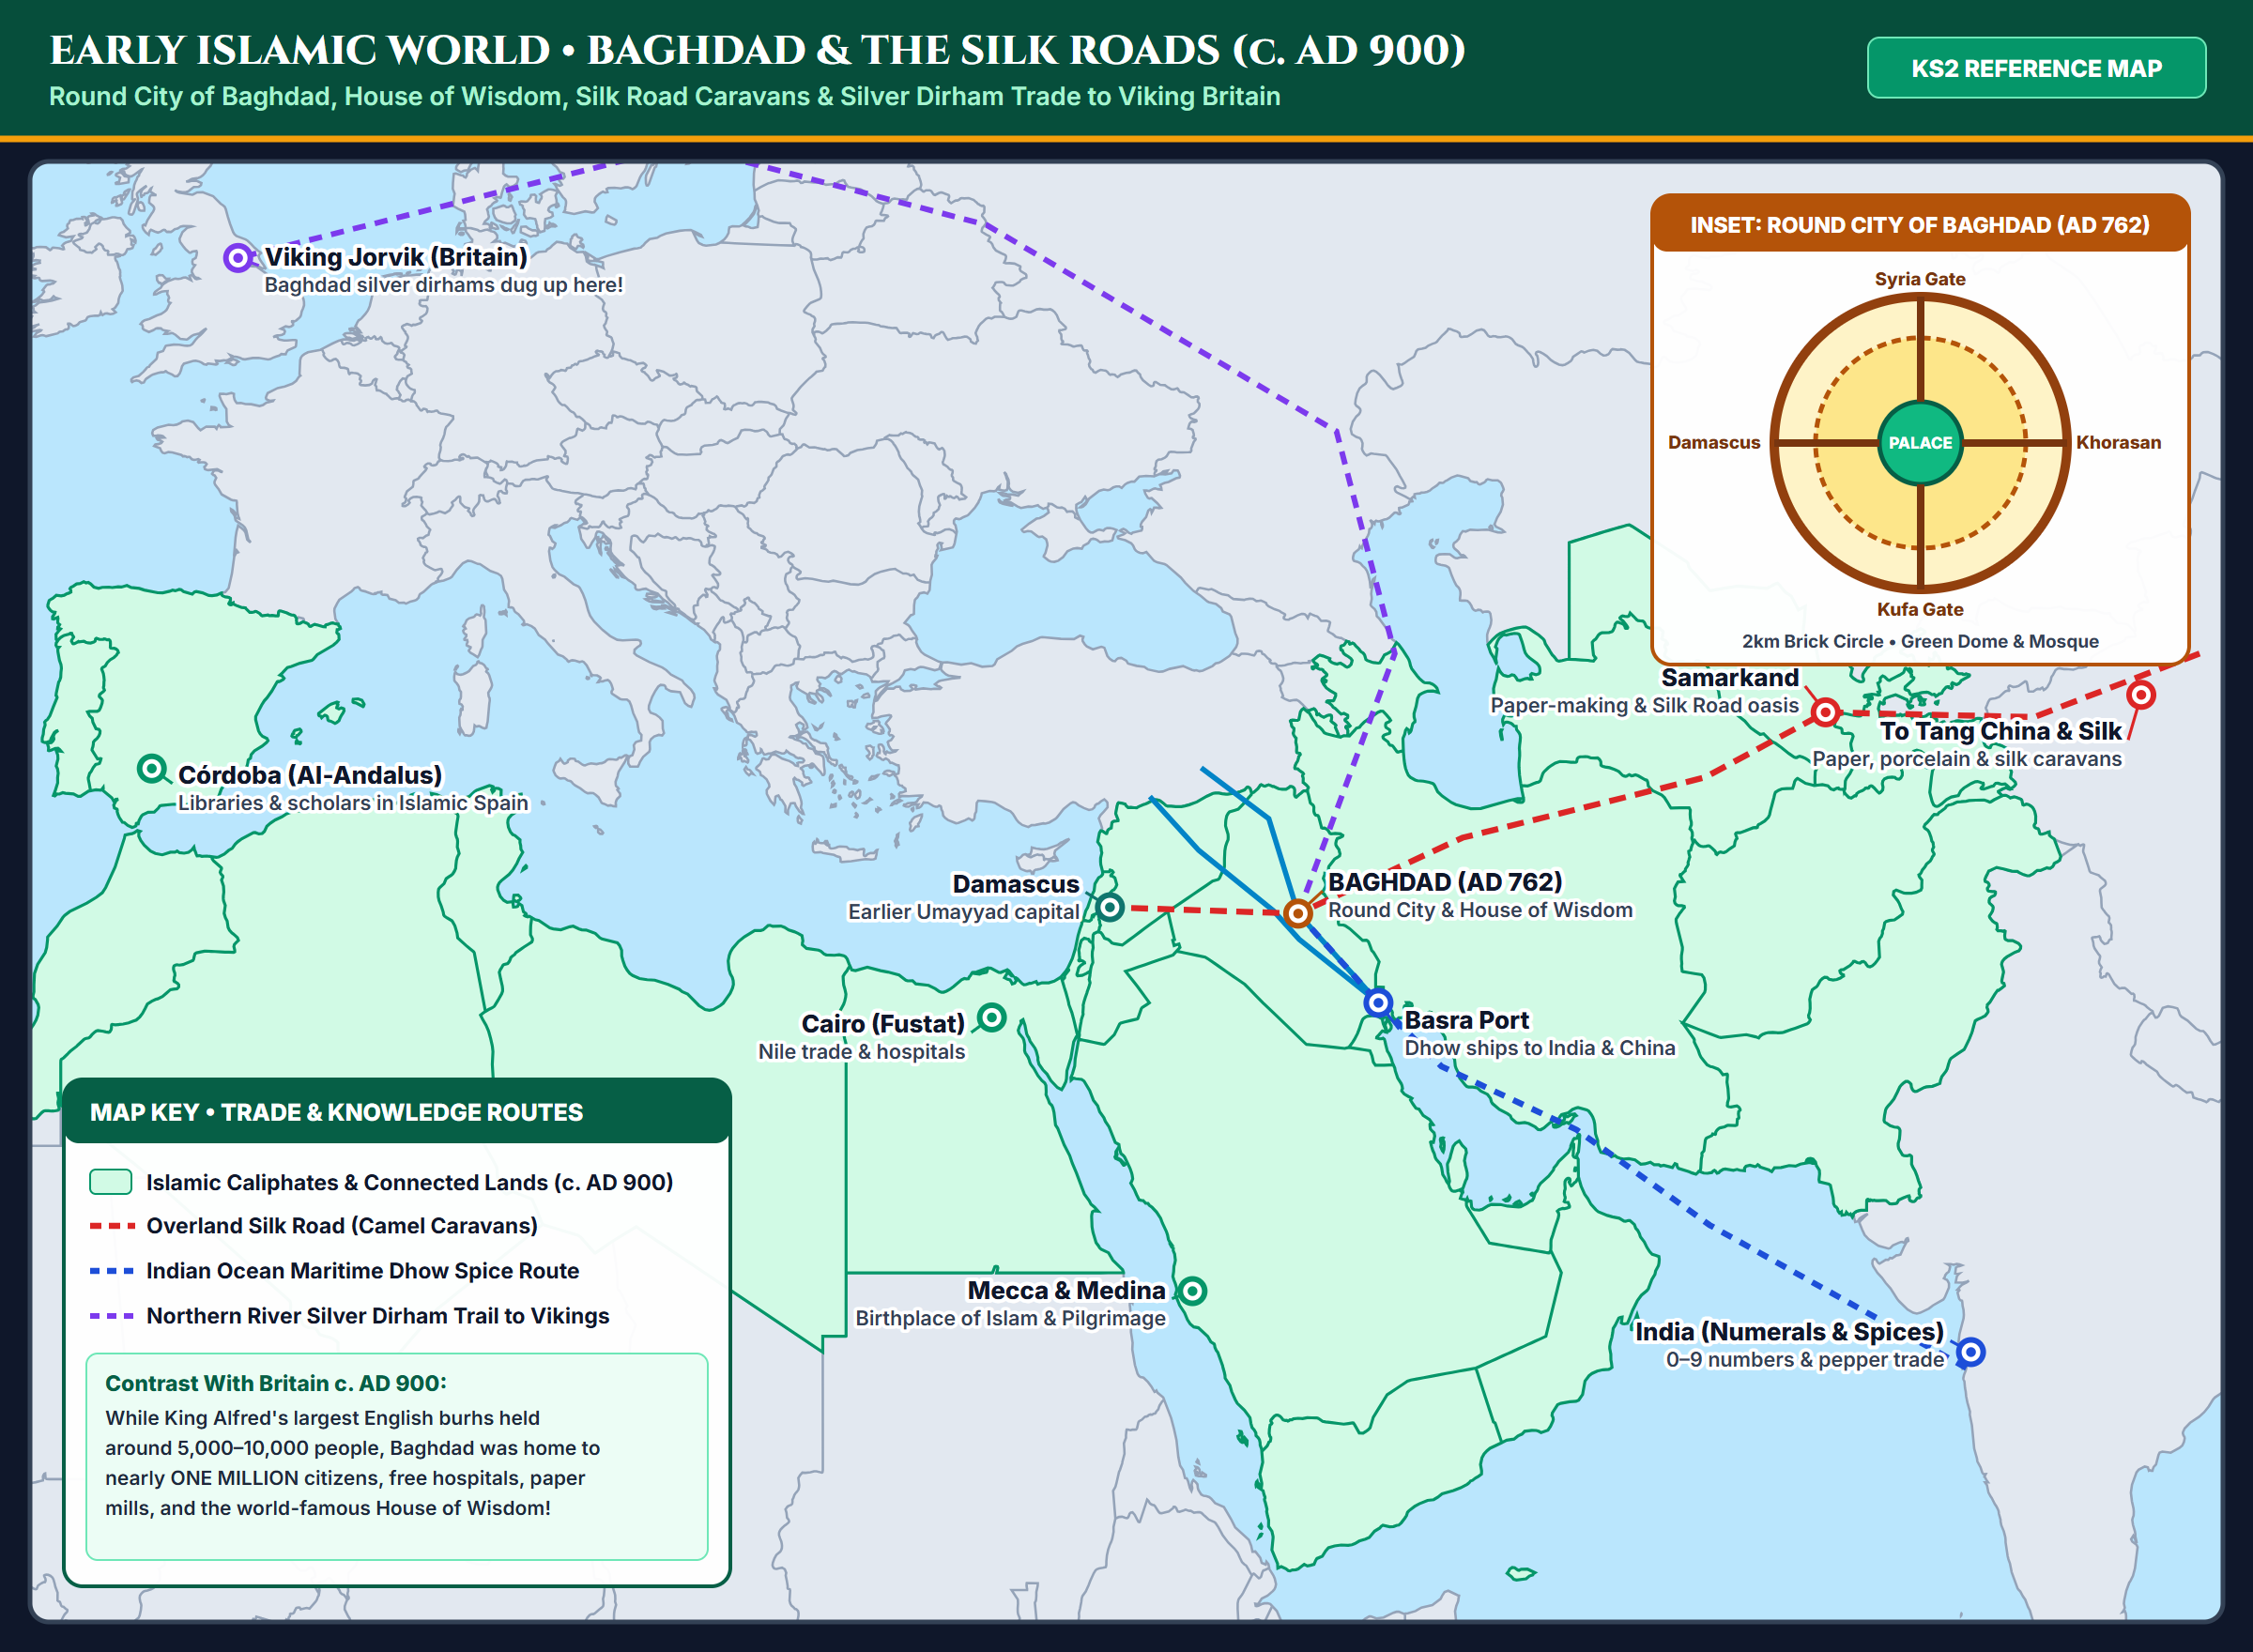 EARLY ISLAMIC WORLD • BAGHDAD & THE SILK ROADS (C. AD 900)
Round City of Baghdad, House of Wisdom, Silk Road Caravans & Silver Dirham Trade to Viking Britain
KS2 REFERENCE MAP
INSET: ROUND CITY OF BAGHDAD (AD 762)
Syria Gate
Damascus
PALACE
Khorasan
Kufa Gate
2km Brick Circle • Green Dome & Mosque
Viking Jorvik (Britain)
Baghdad silver dirhams dug up here!
Samarkand
Paper-making & Silk Road oasis
To Tang China & Silk
Paper, porcelain & silk caravans
Córdoba (Al-Andalus)
Libraries & scholars in Islamic Spain
Damascus
Earlier Umayyad capital
BAGHDAD (AD 762)
Round City & House of Wisdom
Cairo (Fustat)
Nile trade & hospitals
Basra Port
Dhow ships to India & China
Mecca & Medina
Birthplace of Islam & Pilgrimage
India (Numerals & Spices)
0–9 numbers & pepper trade
MAP KEY • TRADE & KNOWLEDGE ROUTES
Islamic Caliphates & Connected Lands (c. AD 900)
Overland Silk Road (Camel Caravans)
Indian Ocean Maritime Dhow Spice Route
Northern River Silver Dirham Trail to Vikings
Contrast With Britain c. AD 900:
While King Alfred's largest English burhs held
around 5,000–10,000 people, Baghdad was home to
nearly ONE MILLION citizens, free hospitals, paper
mills, and the world-famous House of Wisdom!